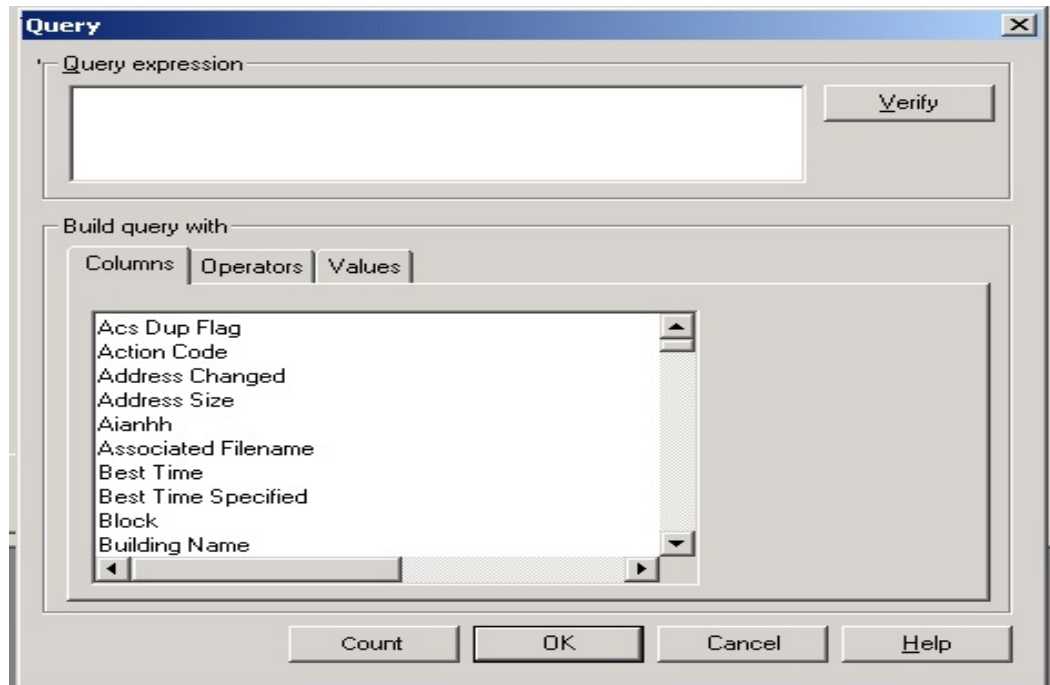 Query
Query expression
Verify
Build query with
Columns Operators Values
Acs Dup Flag
Action Code
Address Changed
Address Size
Aianhh
Associated Filename
Best Time
Best Time Specified
Block
Building Name
Count OK Cancel Help